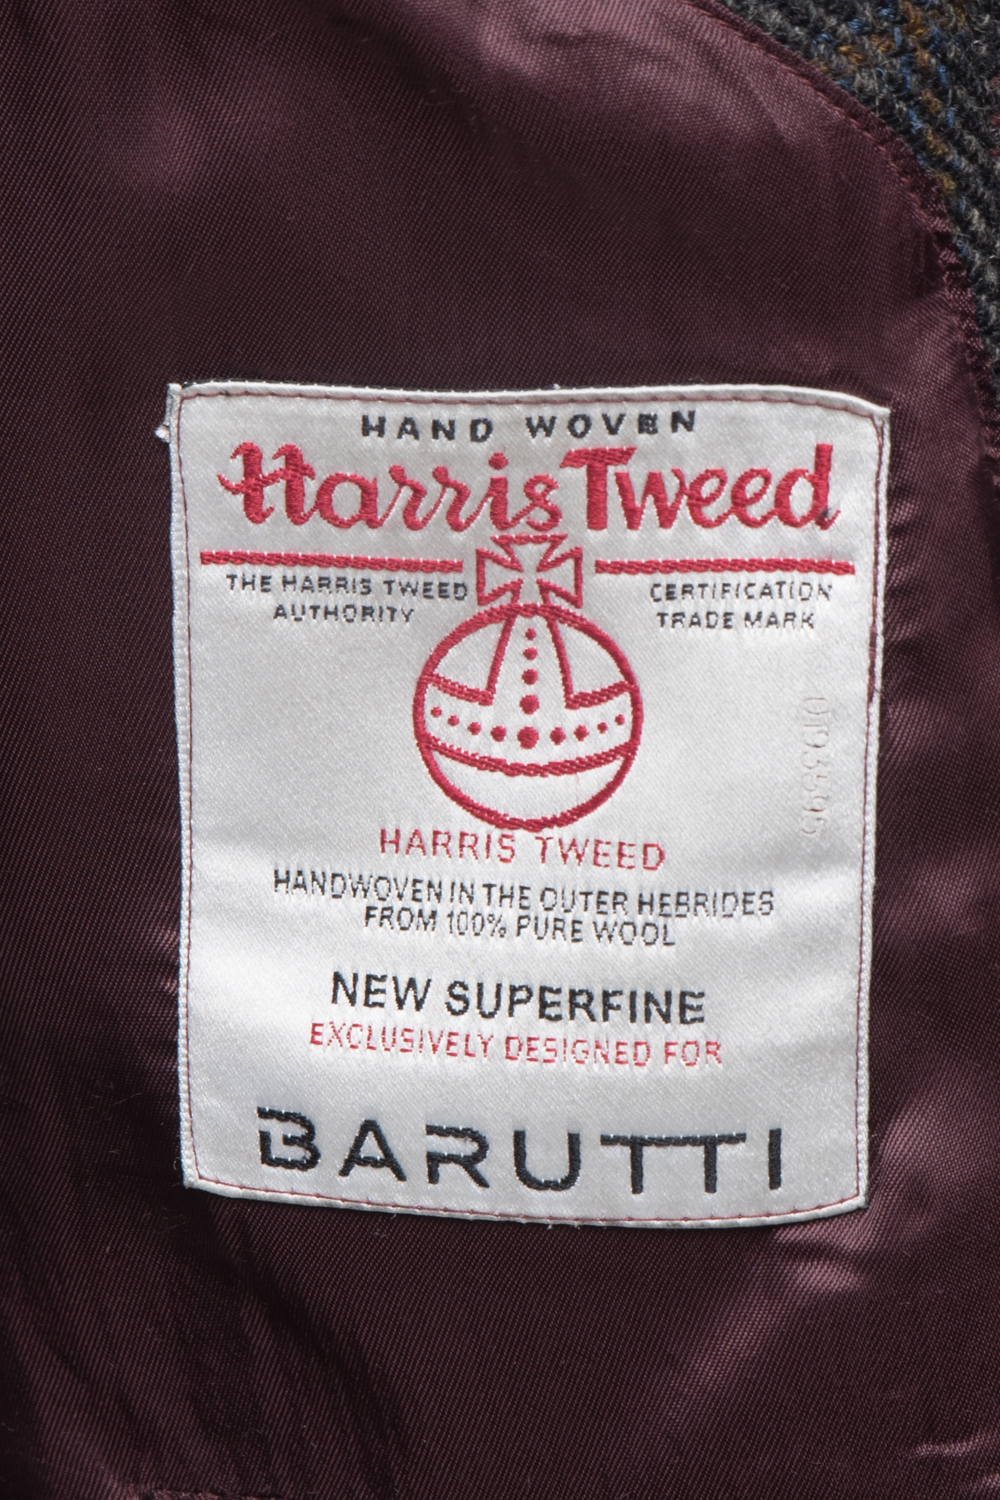 HAND WOVEN
Harris Tweed
THE HARRIS TWEED
AUTHORITY
CERTIFICATION
TRADE MARK
HARRIS TWEED
HANDWOVEN IN THE OUTER HEBRIDES
FROM 100% PURE WOOL
NEW SUPERFINE
EXCLUSIVELY DESIGNED FOR
BARUTTI